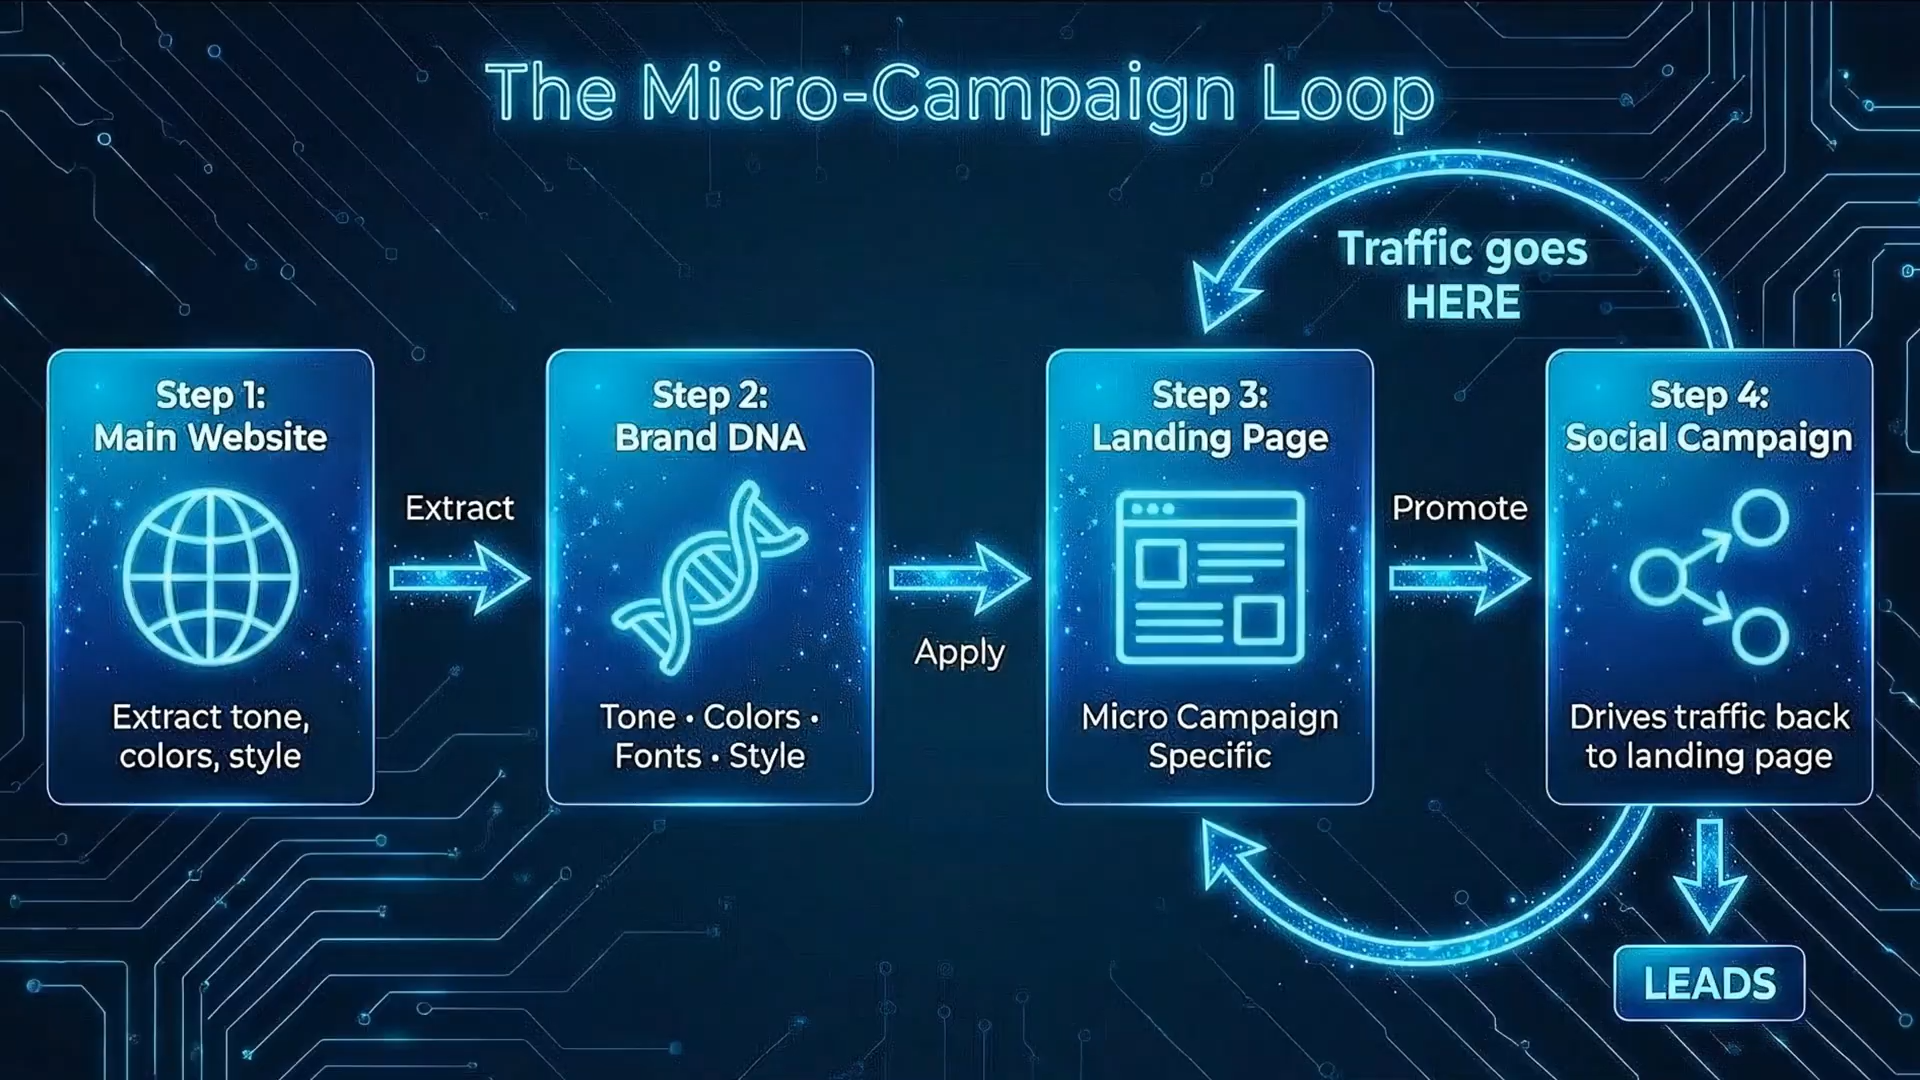 The Micro-Campaign Loop
Traffic goes
HERE
Step 1:
Main Website
Extract tone,
colors, style
Extract
Step 2:
Brand DNA
Tone • Colors •
Fonts • Style
Apply
Step 3:
Landing Page
Micro Campaign
Specific
Promote
Step 4:
Social Campaign
Drives traffic back
to landing page
LEADS